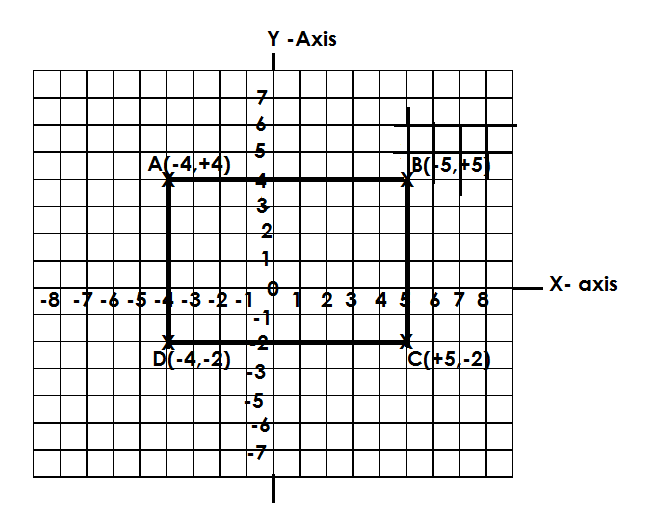 Y -Axis
7
6
5
A(-4,+4)
B(-5,+5)
4
3
2
1
X- axis
0
-8 -7 -6 -4 -3 -2 -1 1 2 3 4 5 6 7 8
-1
-2
D(-4,-2)
C(+5,-2)
-3
-5
-6
-7